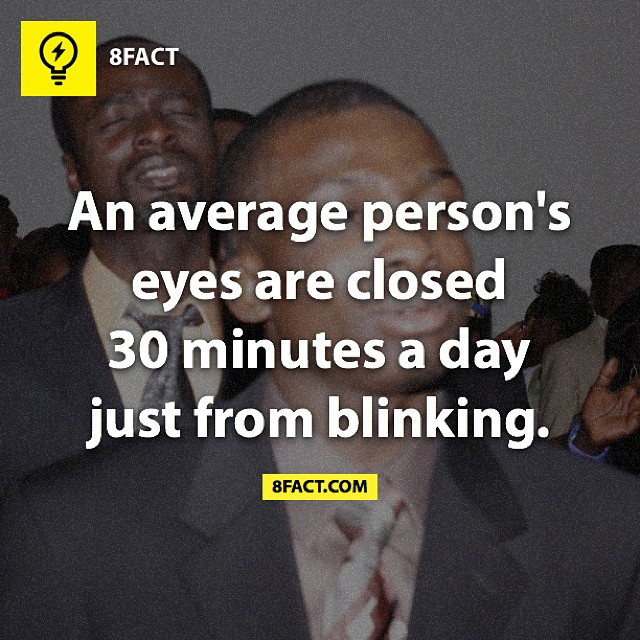 8FACT
An average person's
eyes are closed
30 minutes a day
just from blinking.
8FACT.COM